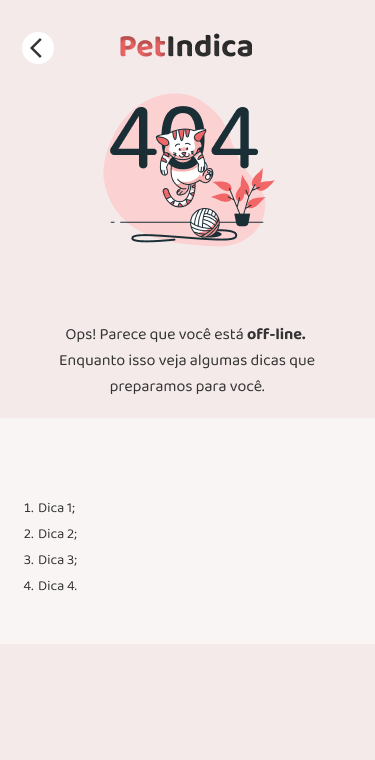 PetIndica
404
Ops! Parece que você está off-line.
Enquanto isso veja algumas dicas que
preparamos para você.
1. Dica 1;
2. Dica 2;
3. Dica 3;
4. Dica 4.